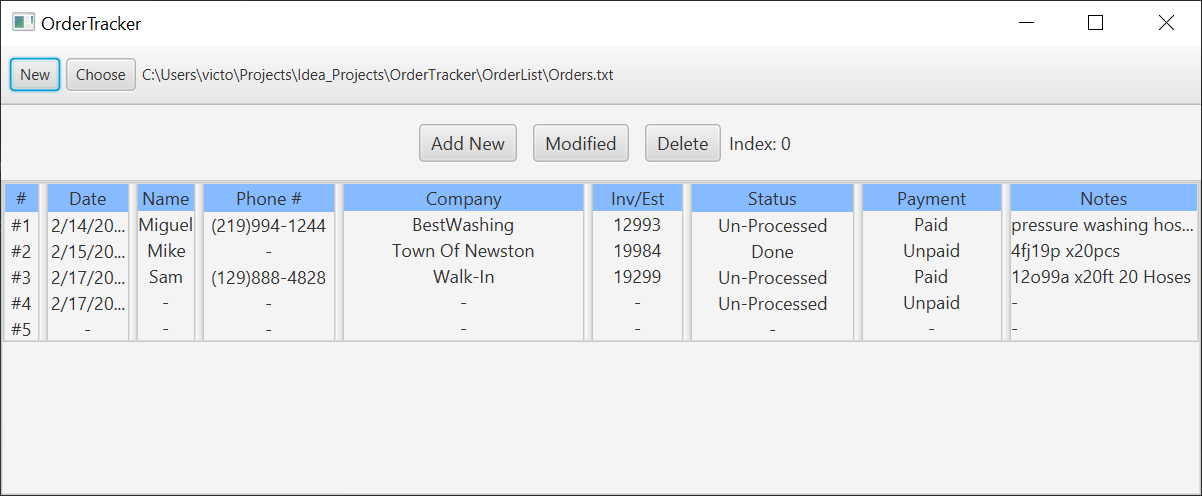 OrderTracker
New Choose C:\Users\victo\Projects\Idea_Projects\OrderTracker\OrderList\Orders.txt
Add New Modified Delete Index: 0
# Date Name Phone # Company Inv/Est Status Payment Notes
#1 2/14/20... Miguel (219)994-1244 BestWashing 12993 Un-Processed Paid pressure washing hos...
#2 2/15/20... Mike - Town Of Newston 19984 Done Unpaid 4fj19p x20pcs
#3 2/17/20... Sam (129)888-4828 Walk-In 19299 Un-Processed Paid 12o99a x20ft 20 Hoses
#4 2/17/20... - - - - Un-Processed Unpaid -
#5 - - - - - - - -